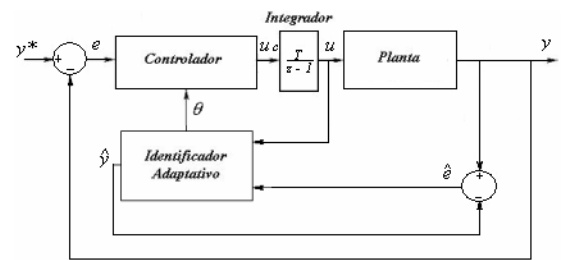 Integrador
y*
+
−
e
Controlador
u c
T
z - 1
u
Planta
y
θ
ŷ
Identificador
Adaptativo
ê
+
−